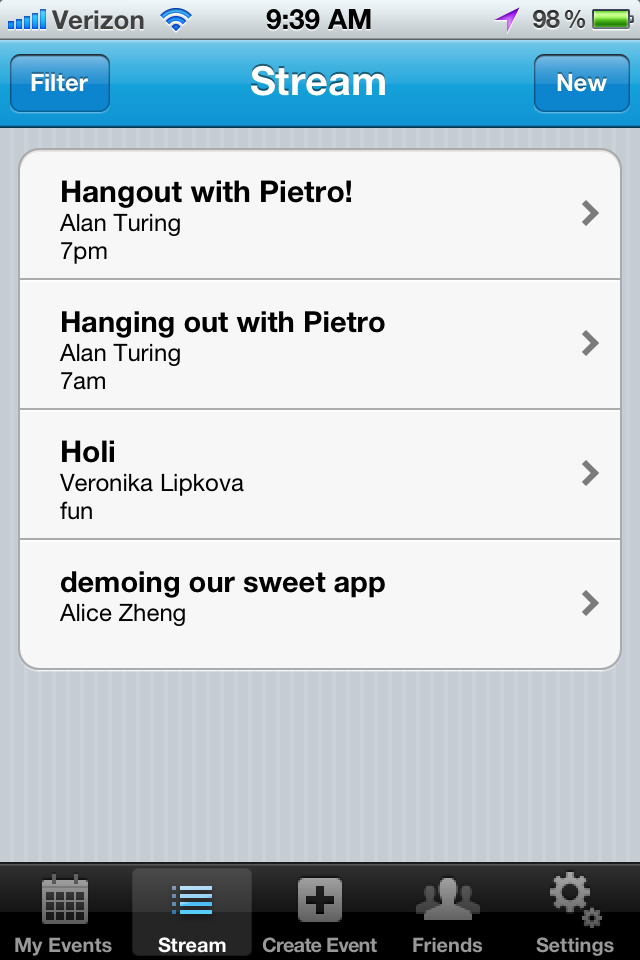 Verizon 9:39 AM 98 %
Filter Stream New
Hangout with Pietro!
Alan Turing
7pm
Hanging out with Pietro
Alan Turing
7am
Holi
Veronika Lipkova
fun
demoing our sweet app
Alice Zheng
My Events Stream Create Event Friends Settings